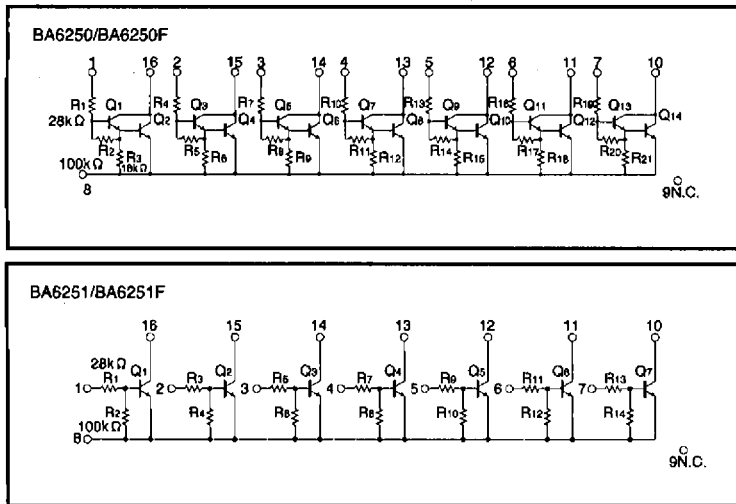 BA6250/BA6250F
1 16 2 15 3 14 4 13 5 12 6 11 7 10
R1 Q1 R4 Q3 R7 Q5 R10 Q7 R13 Q9 R16 Q11 R19 Q13
28kΩ Q2 Q4 Q6 Q8 Q10 Q12 Q14
R2 R5 R8 R11 R14 R17 R20
R3 R6 R9 R12 R15 R18 R21
100kΩ 18kΩ
8 9N.C.
BA6251/BA6251F
16 15 14 13 12 11 10
28kΩ Q1 Q2 Q3 Q4 Q5 Q6 Q7
1 R1 2 R3 3 R5 4 R7 5 R9 6 R11 7 R13
R2 R4 R6 R8 R10 R12 R14
100kΩ
8 9N.C.